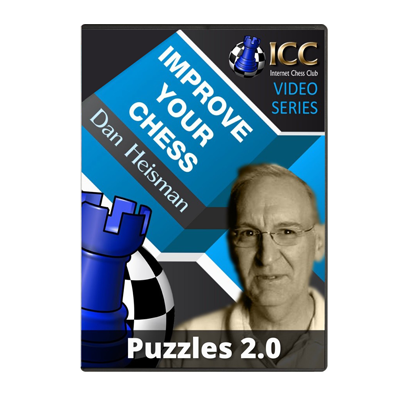 ICC
Internet Chess Club
VIDEO
SERIES
IMPROVE
YOUR
CHESS
Dan Heisman
Puzzles 2.0